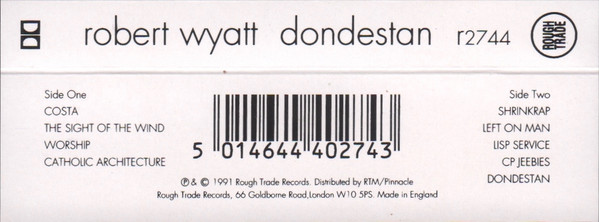 robert wyatt dondestan r2744
ROUGH TRADE
Side One
COSTA
THE SIGHT OF THE WIND
WORSHIP
CATHOLIC ARCHITECTURE
5 014644 402743
Side Two
SHRINKRAP
LEFT ON MAN
LISP SERVICE
CP JEEBIES
DONDESTAN
℗ & © 1991 Rough Trade Records. Distributed by RTM/Pinnacle
Rough Trade Records, 66 Goldborne Road,London W10 5PS. Made in England